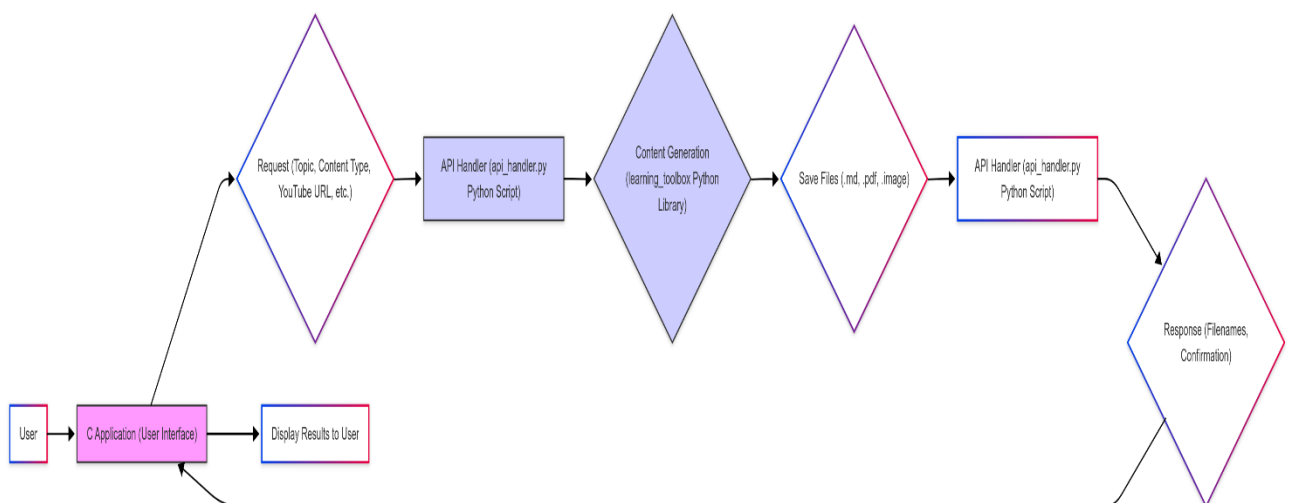 Request (Topic, Content Type,
YouTube URL, etc.)
API Handler (api_handler.py
Python Script)
Content Generation
(learning_toolbox Python
Library)
Save Files (.md, .pdf, .image)
API Handler (api_handler.py
Python Script)
Response (Filenames,
Confirmation)
User
C Application (User Interface)
Display Results to User